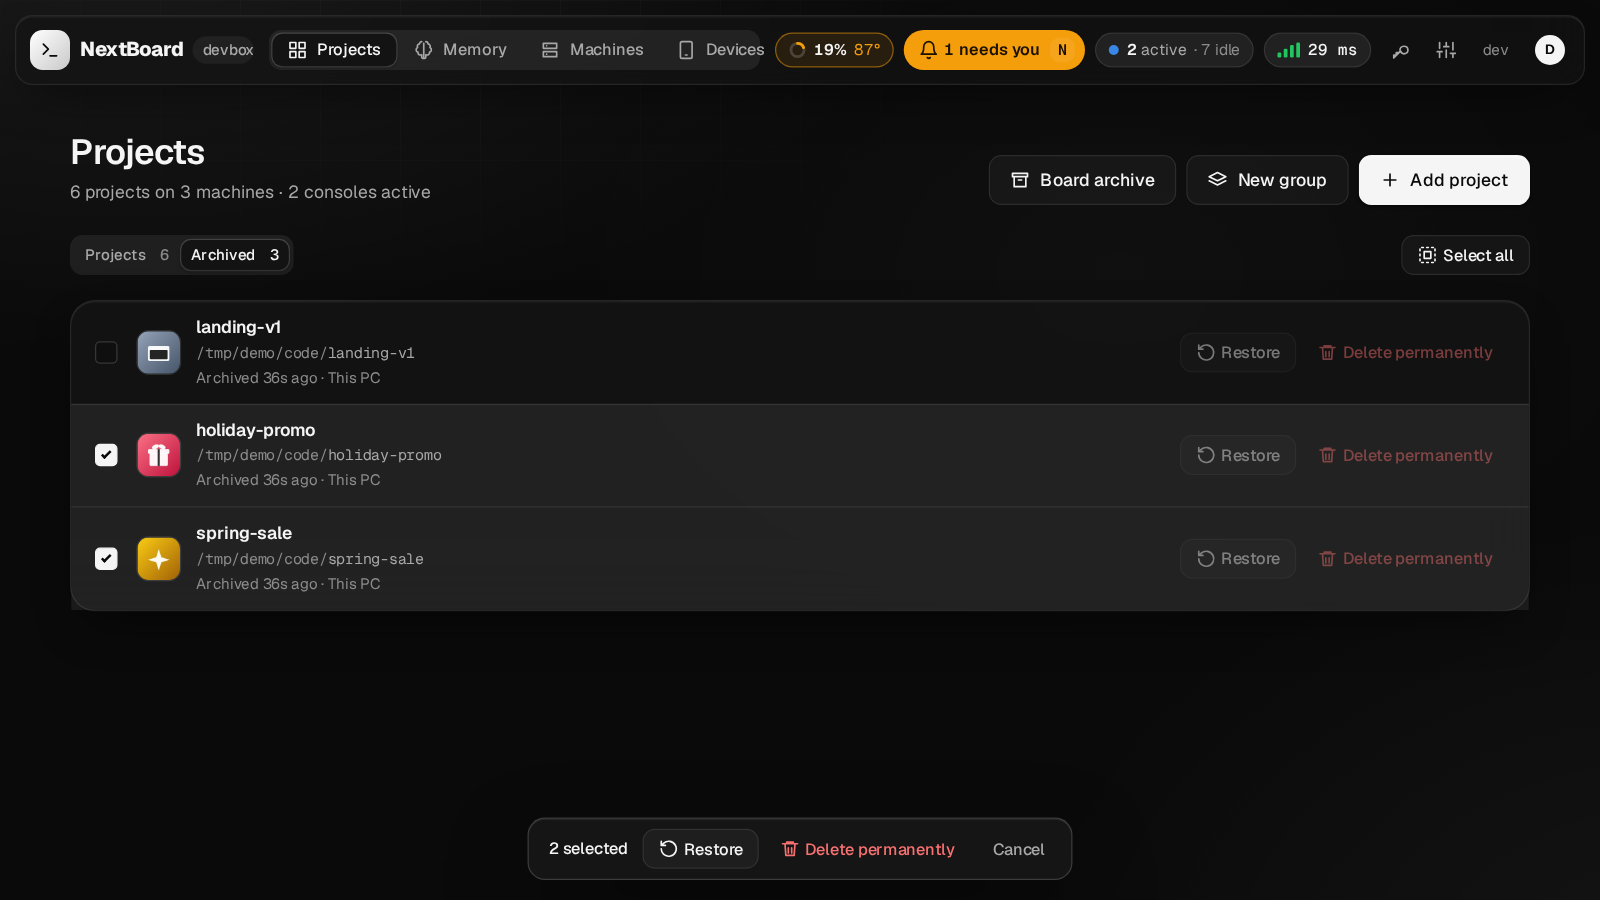 NextBoard devbox Projects Memory Machines Devices 19% 87° 1 needs you N 2 active · 7 idle 29 ms dev D
Projects
6 projects on 3 machines · 2 consoles active
Board archive New group Add project
Projects 6 Archived 3 Select all
landing-v1
/tmp/demo/code/landing-v1
Archived 36s ago · This PC
Restore Delete permanently
holiday-promo
/tmp/demo/code/holiday-promo
Archived 36s ago · This PC
Restore Delete permanently
spring-sale
/tmp/demo/code/spring-sale
Archived 36s ago · This PC
Restore Delete permanently
2 selected Restore Delete permanently Cancel